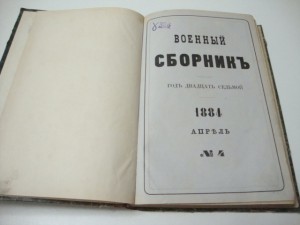 ВОЕННЫЙ
СБОРНИКЪ
ГОДЪ ДВАДЦАТЬ СЕДЬМОЙ
1884
АПРѢЛЬ
№ 4